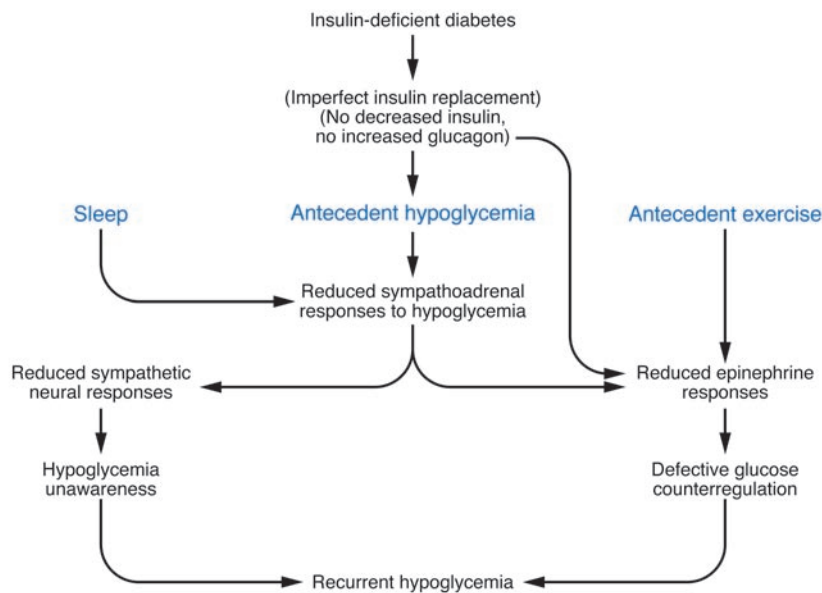 Insulin-deficient diabetes
(Imperfect insulin replacement)
(No decreased insulin,
no increased glucagon)
Sleep
Antecedent hypoglycemia
Antecedent exercise
Reduced sympathoadrenal
responses to hypoglycemia
Reduced sympathetic
neural responses
Reduced epinephrine
responses
Hypoglycemia
unawareness
Defective glucose
counterregulation
Recurrent hypoglycemia